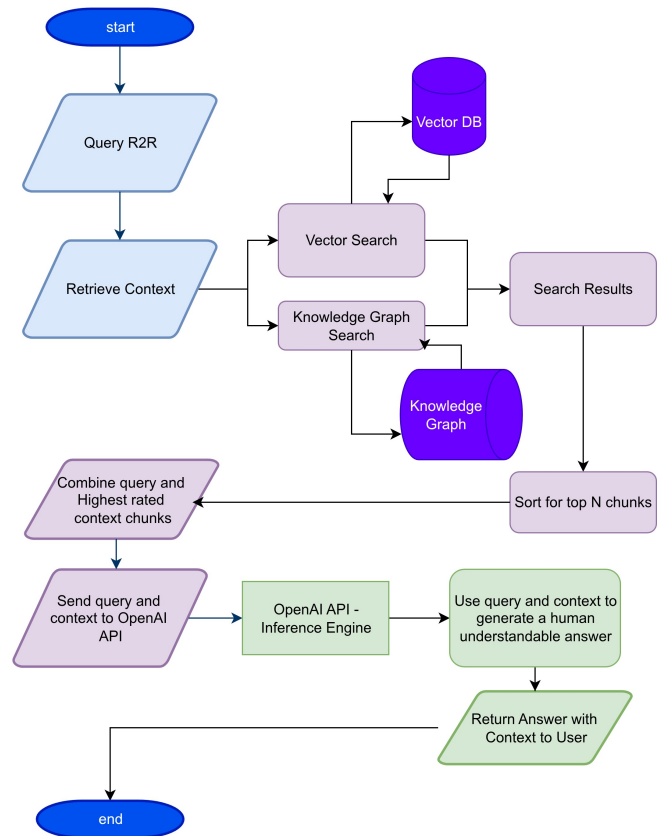 start
Query R2R
Vector DB
Retrieve Context
Vector Search
Knowledge Graph
Search
Search Results
Knowledge
Graph
Combine query and
Highest rated
context chunks
Sort for top N chunks
Send query and
context to OpenAI
API
OpenAI API -
Inference Engine
Use query and context to
generate a human
understandable answer
Return Answer with
Context to User
end